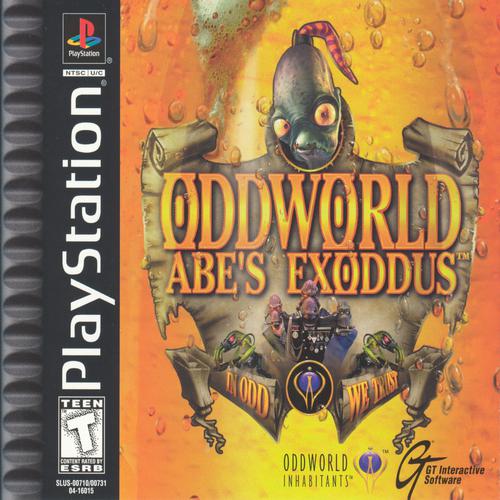 PlayStation
NTSC U/C
PlayStation
ODDWORLD
ABE'S EXODDUS™
IN ODD
WE TRUST
TEEN
T
CONTENT RATED BY
ESRB
SLUS-00710/00731
04-16015
ODDWORLD
INHABITANTS™
GT Interactive
Software